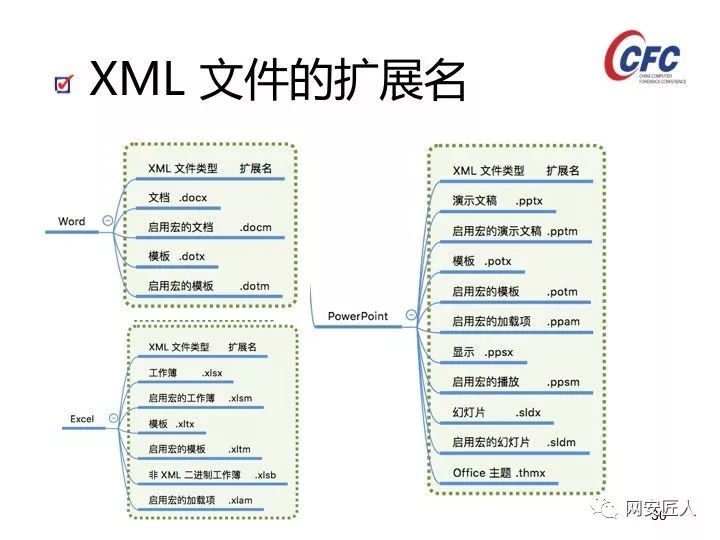 XML 文件的扩展名
CFC
CHINA COMPUTER
FORENSICS CONFERENCE
Word
XML 文件类型 扩展名
文档 .docx
启用宏的文档 .docm
模板 .dotx
启用宏的模板 .dotm
Excel
XML 文件类型 扩展名
工作簿 .xlsx
启用宏的工作簿 .xlsm
模板 .xltx
启用宏的模板 .xltm
非 XML 二进制工作簿 .xlsb
启用宏的加载项 .xlam
PowerPoint
XML 文件类型 扩展名
演示文稿 .pptx
启用宏的演示文稿 .pptm
模板 .potx
启用宏的模板 .potm
启用宏的加载项 .ppam
显示 .ppsx
启用宏的播放 .ppsm
幻灯片 .sldx
启用宏的幻灯片 .sldm
Office 主题 .thmx
网安匠人